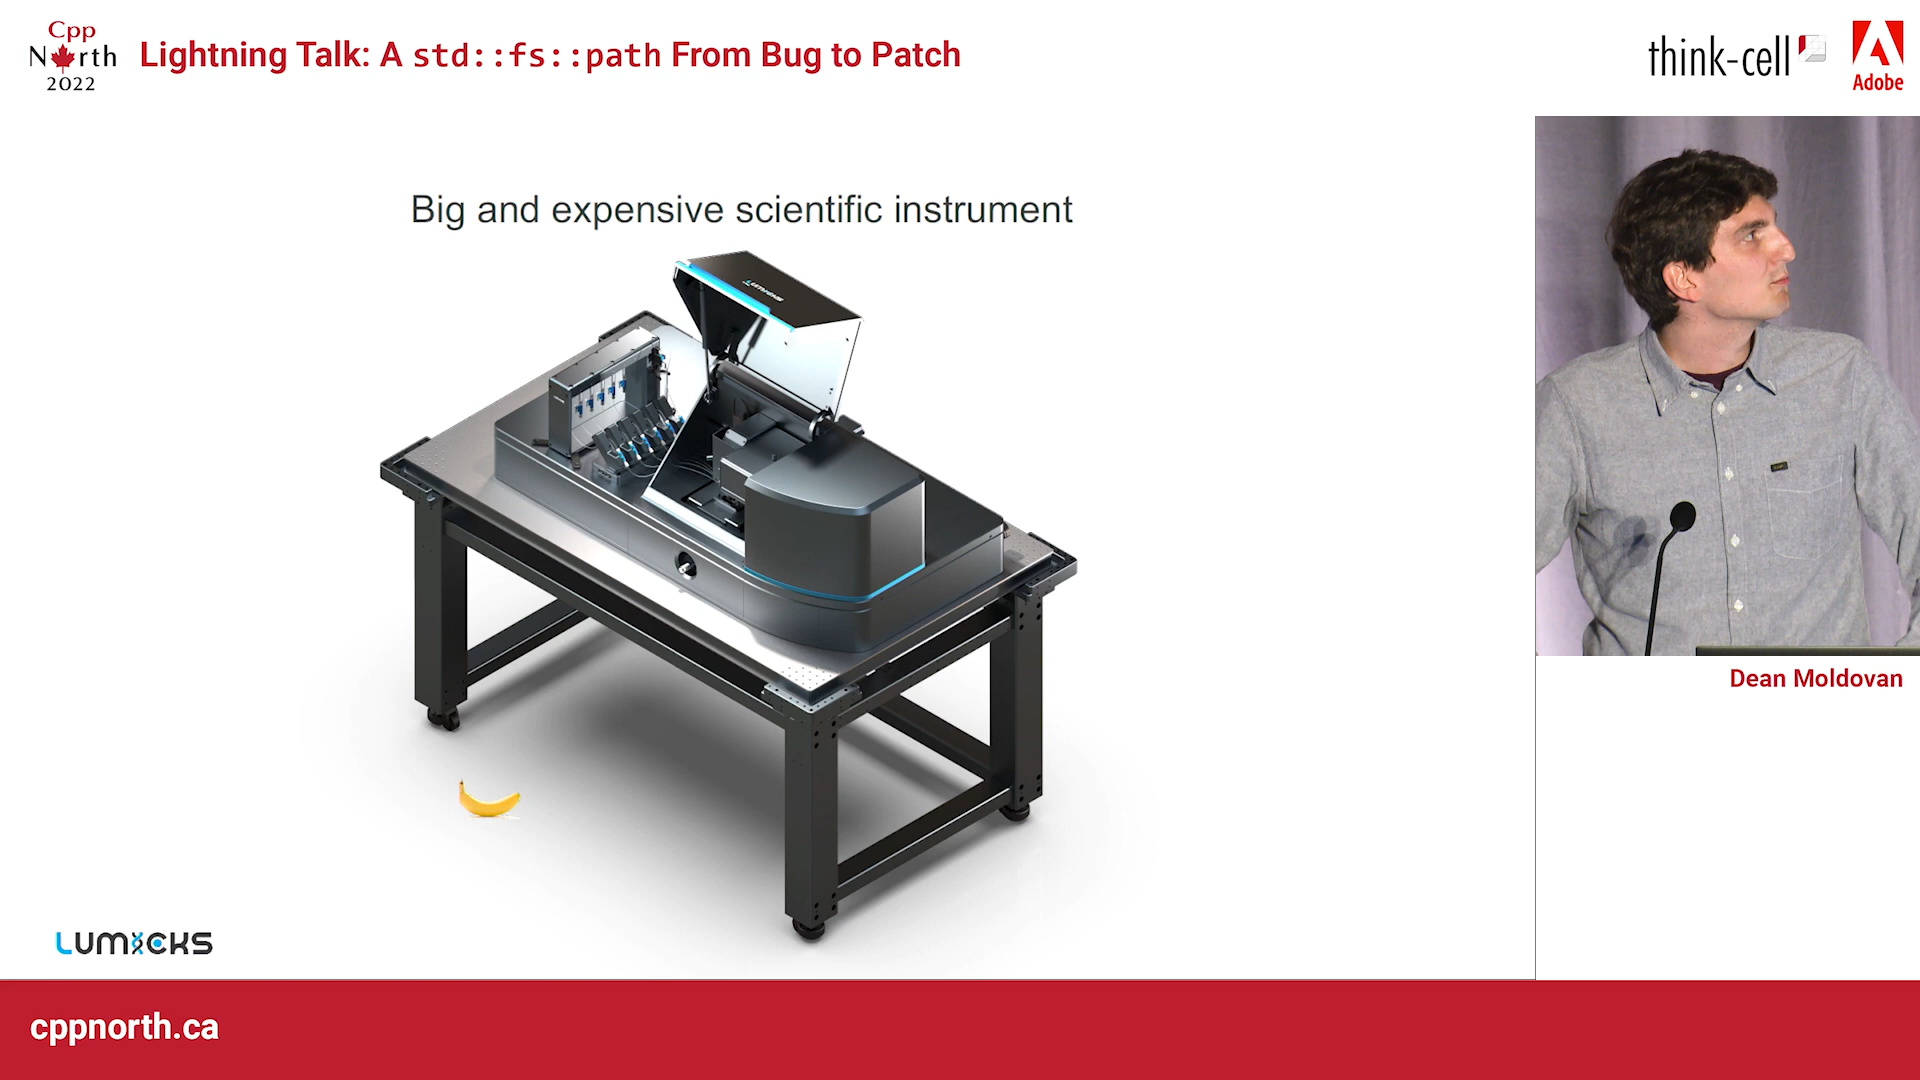 Cpp
North
2022
Lightning Talk: A std::fs::path From Bug to Patch
think-cell
Adobe
Big and expensive scientific instrument
LUMICKS
Dean Moldovan
LUMICKS
cppnorth.ca